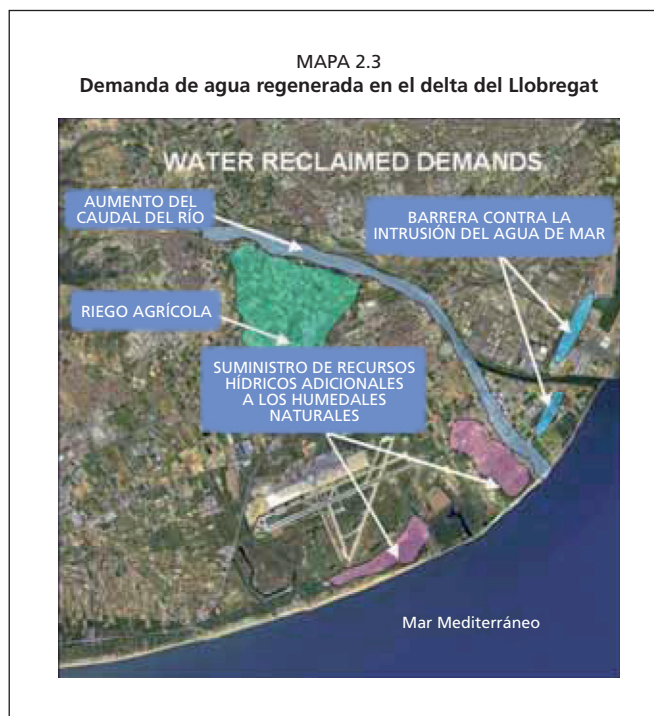 MAPA 2.3
Demanda de agua regenerada en el delta del Llobregat
WATER RECLAIMED DEMANDS
AUMENTO DEL
CAUDAL DEL RÍO
BARRERA CONTRA LA
INTRUSIÓN DEL AGUA DE MAR
RIEGO AGRÍCOLA
SUMINISTRO DE RECURSOS
HÍDRICOS ADICIONALES
A LOS HUMEDALES
NATURALES
Mar Mediterráneo